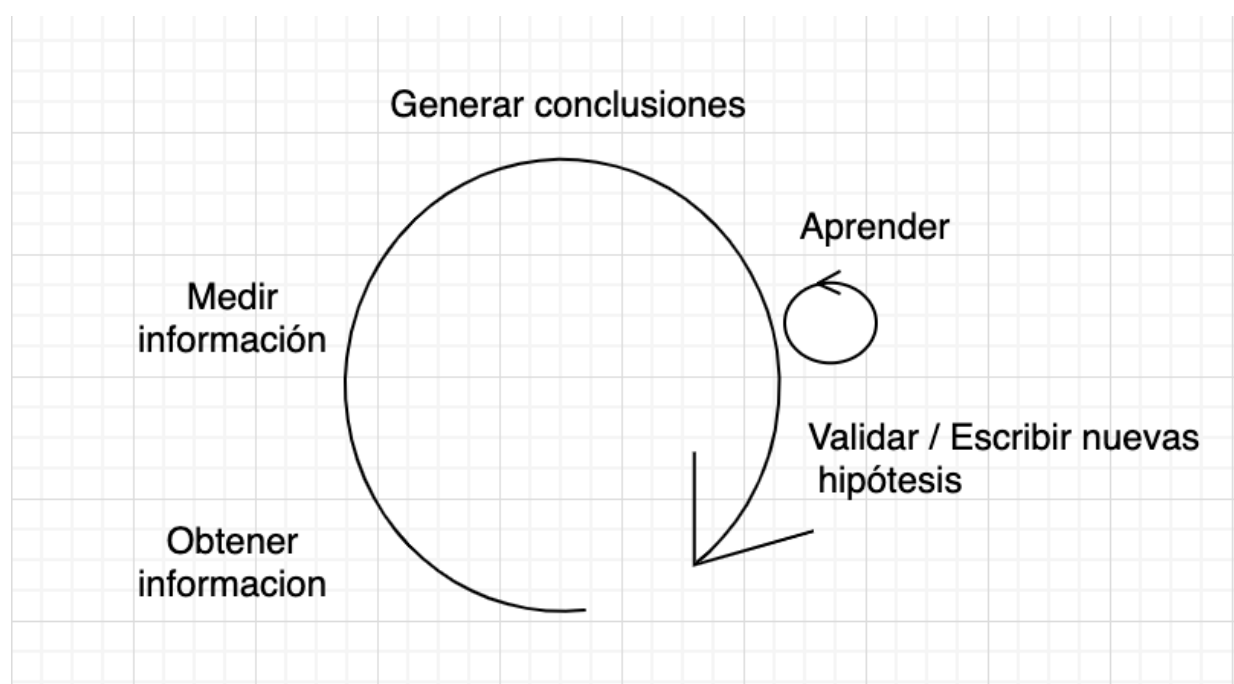 Generar conclusiones
Aprender
Medir
información
Validar / Escribir nuevas
hipótesis
Obtener
informacion